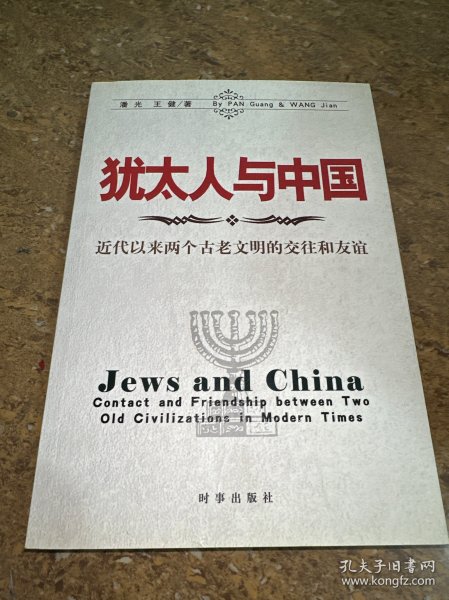 潘光 王健/著 By PAN Guang & WANG Jian
犹太人与中国
近代以来两个古老文明的交往和友谊
Jews and China
Contact and Friendship between Two
Old Civilizations in Modern Times
时事出版社
孔夫子旧书网
www.kongfz.com